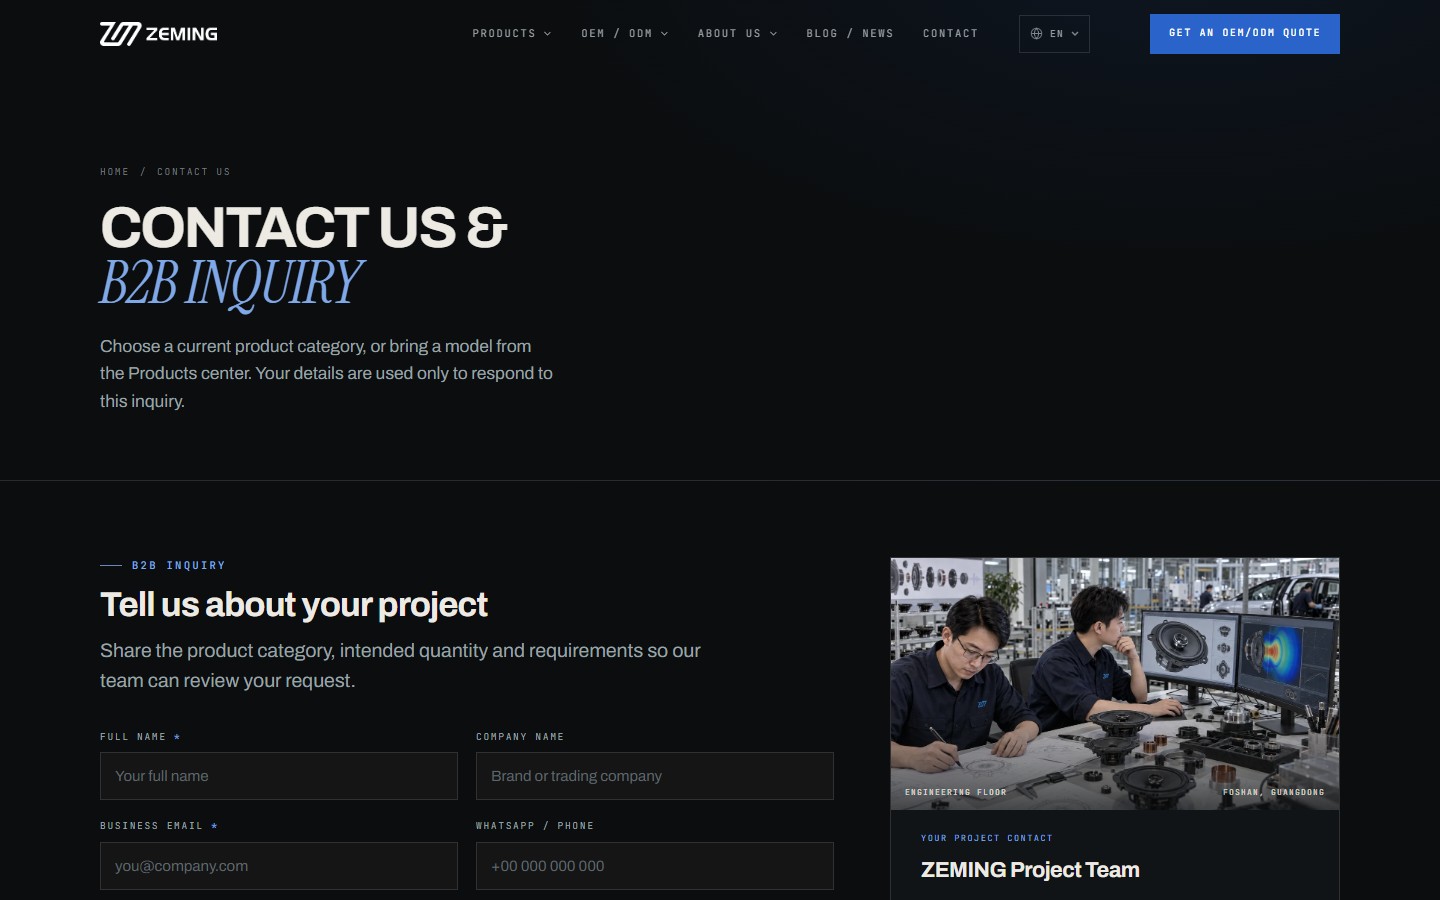 ZEMING
PRODUCTS
OEM / ODM
ABOUT US
BLOG / NEWS
CONTACT
EN
GET AN OEM/ODM QUOTE
HOME / CONTACT US
CONTACT US &
B2B INQUIRY
Choose a current product category, or bring a model from
the Products center. Your details are used only to respond to
this inquiry.
B2B INQUIRY
Tell us about your project
Share the product category, intended quantity and requirements so our
team can review your request.
FULL NAME *
COMPANY NAME
Your full name
Brand or trading company
BUSINESS EMAIL *
WHATSAPP / PHONE
you@company.com
+00 000 000 000
ENGINEERING FLOOR
FOSHAN, GUANGDONG
YOUR PROJECT CONTACT
ZEMING Project Team